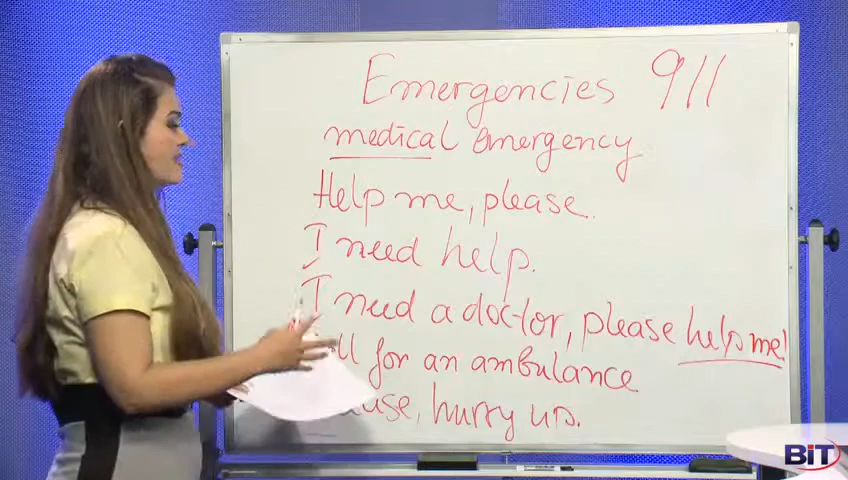 Emergencies 911
medical emergency
Help me, please.
I need help.
I need a doctor, please help me!
for an ambulance
hurry up.
BiT